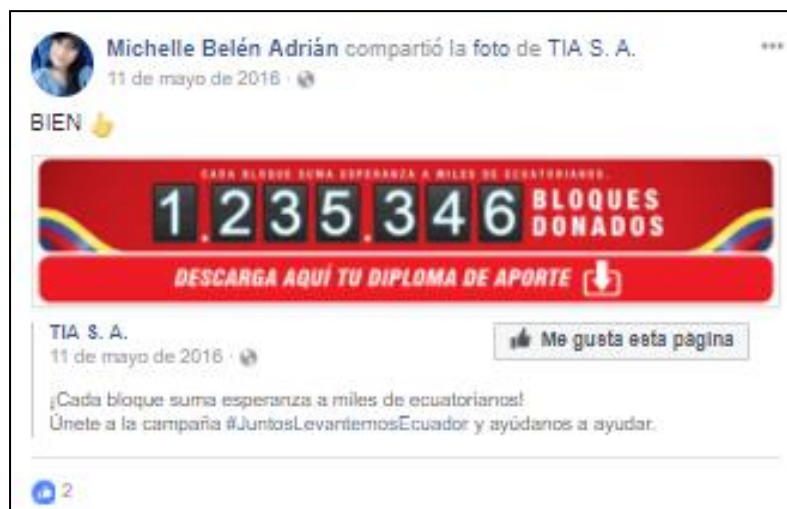 Michelle Belén Adrián compartió la foto de TIA S. A.
11 de mayo de 2016 ·
BIEN
CADA BLOQUE SUMA ESPERANZA A MILES DE ECUATORIANOS.
1.235.346 BLOQUES DONADOS
DESCARGA AQUÍ TU DIPLOMA DE APORTE
TIA S. A.
11 de mayo de 2016 ·
Me gusta esta página
¡Cada bloque suma esperanza a miles de ecuatorianos!
Únete a la campaña #JuntosLevantemosEcuador y ayúdanos a ayudar.
2